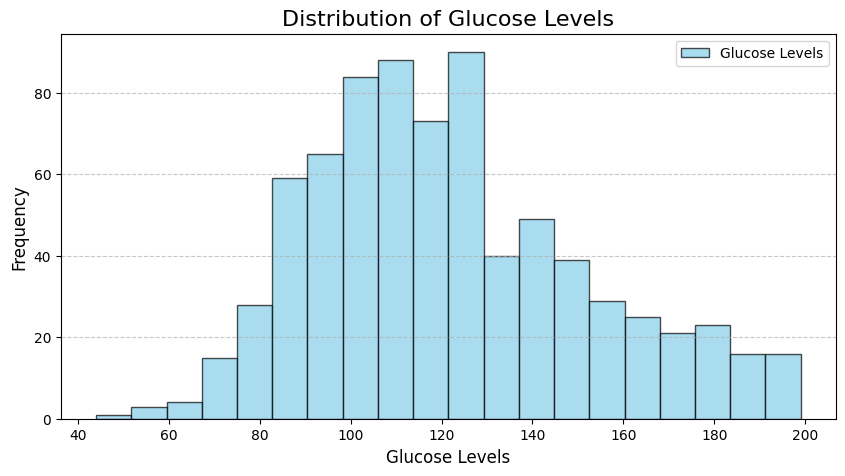 Distribution of Glucose Levels
Glucose Levels
Frequency
80
60
40
20
0
40 60 80 100 120 140 160 180 200
Glucose Levels